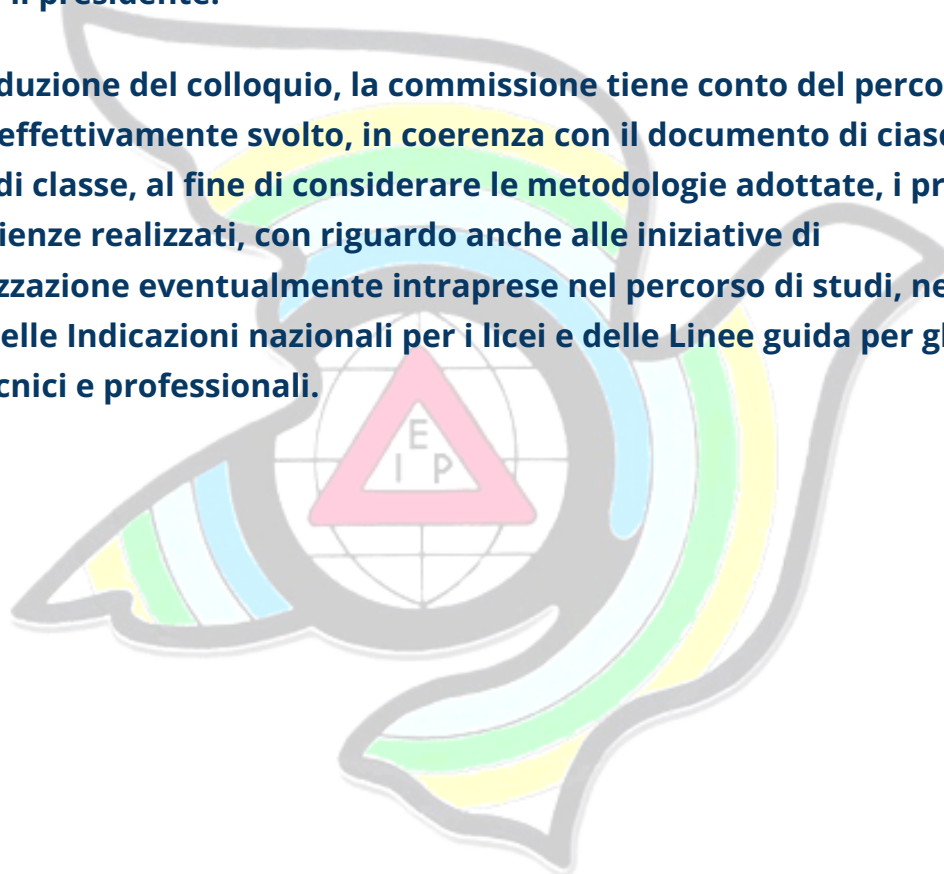 il presidente.
duzione del colloquio, la commissione tiene conto del perco
effettivamente svolto, in coerenza con il documento di ciasc
di classe, al fine di considerare le metodologie adottate, i pr
ienze realizzati, con riguardo anche alle iniziative di
zzazione eventualmente intraprese nel percorso di studi, ne
elle Indicazioni nazionali per i licei e delle Linee guida per gl
cnici e professionali.
E
I P